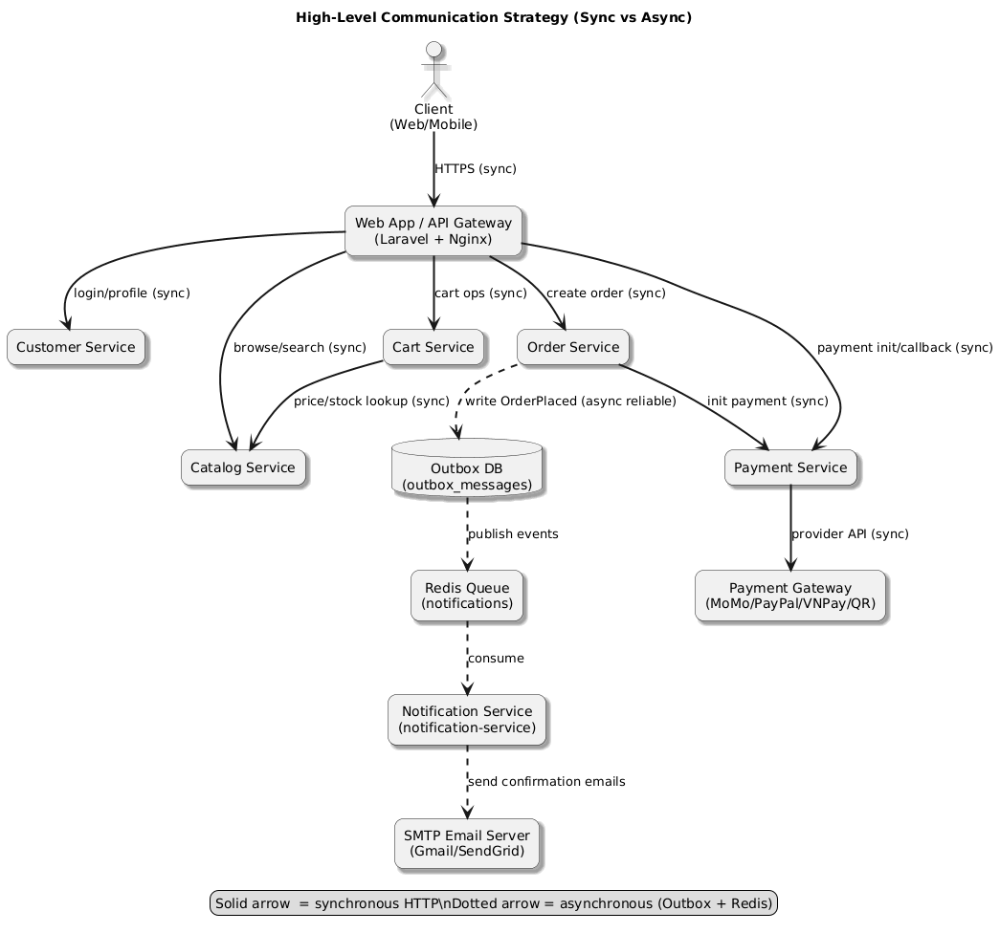 High-Level Communication Strategy (Sync vs Async)
Client
(Web/Mobile)
HTTPS (sync)
Web App / API Gateway
(Laravel + Nginx)
login/profile (sync)
cart ops (sync)
create order (sync)
browse/search (sync)
payment init/callback (sync)
Customer Service
Cart Service
Order Service
price/stock lookup (sync)
write OrderPlaced (async reliable)
init payment (sync)
Catalog Service
Outbox DB
(outbox_messages)
Payment Service
publish events
provider API (sync)
Redis Queue
(notifications)
Payment Gateway
(MoMo/PayPal/VNPay/QR)
consume
Notification Service
(notification-service)
send confirmation emails
SMTP Email Server
(Gmail/SendGrid)
Solid arrow  = synchronous HTTP\nDotted arrow = asynchronous (Outbox + Redis)